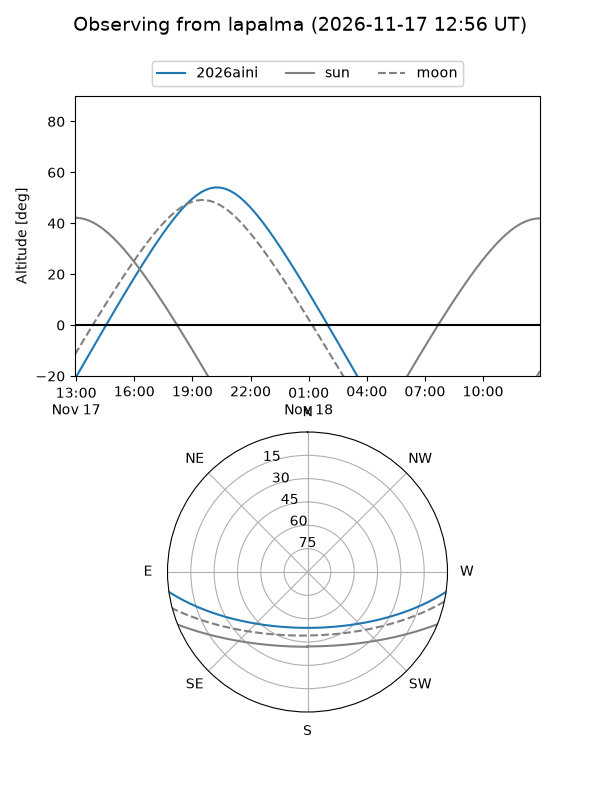 Observing from lapalma (2026-11-17 12:56 UT)
2026aini sun moon
Altitude [deg]
80
60
40
20
0
−20
13:00 16:00 19:00 22:00 01:00 04:00 07:00 10:00
Nov 17 Nov 18
N
NE NW
15
30
45
60
75
E W
SE SW
S